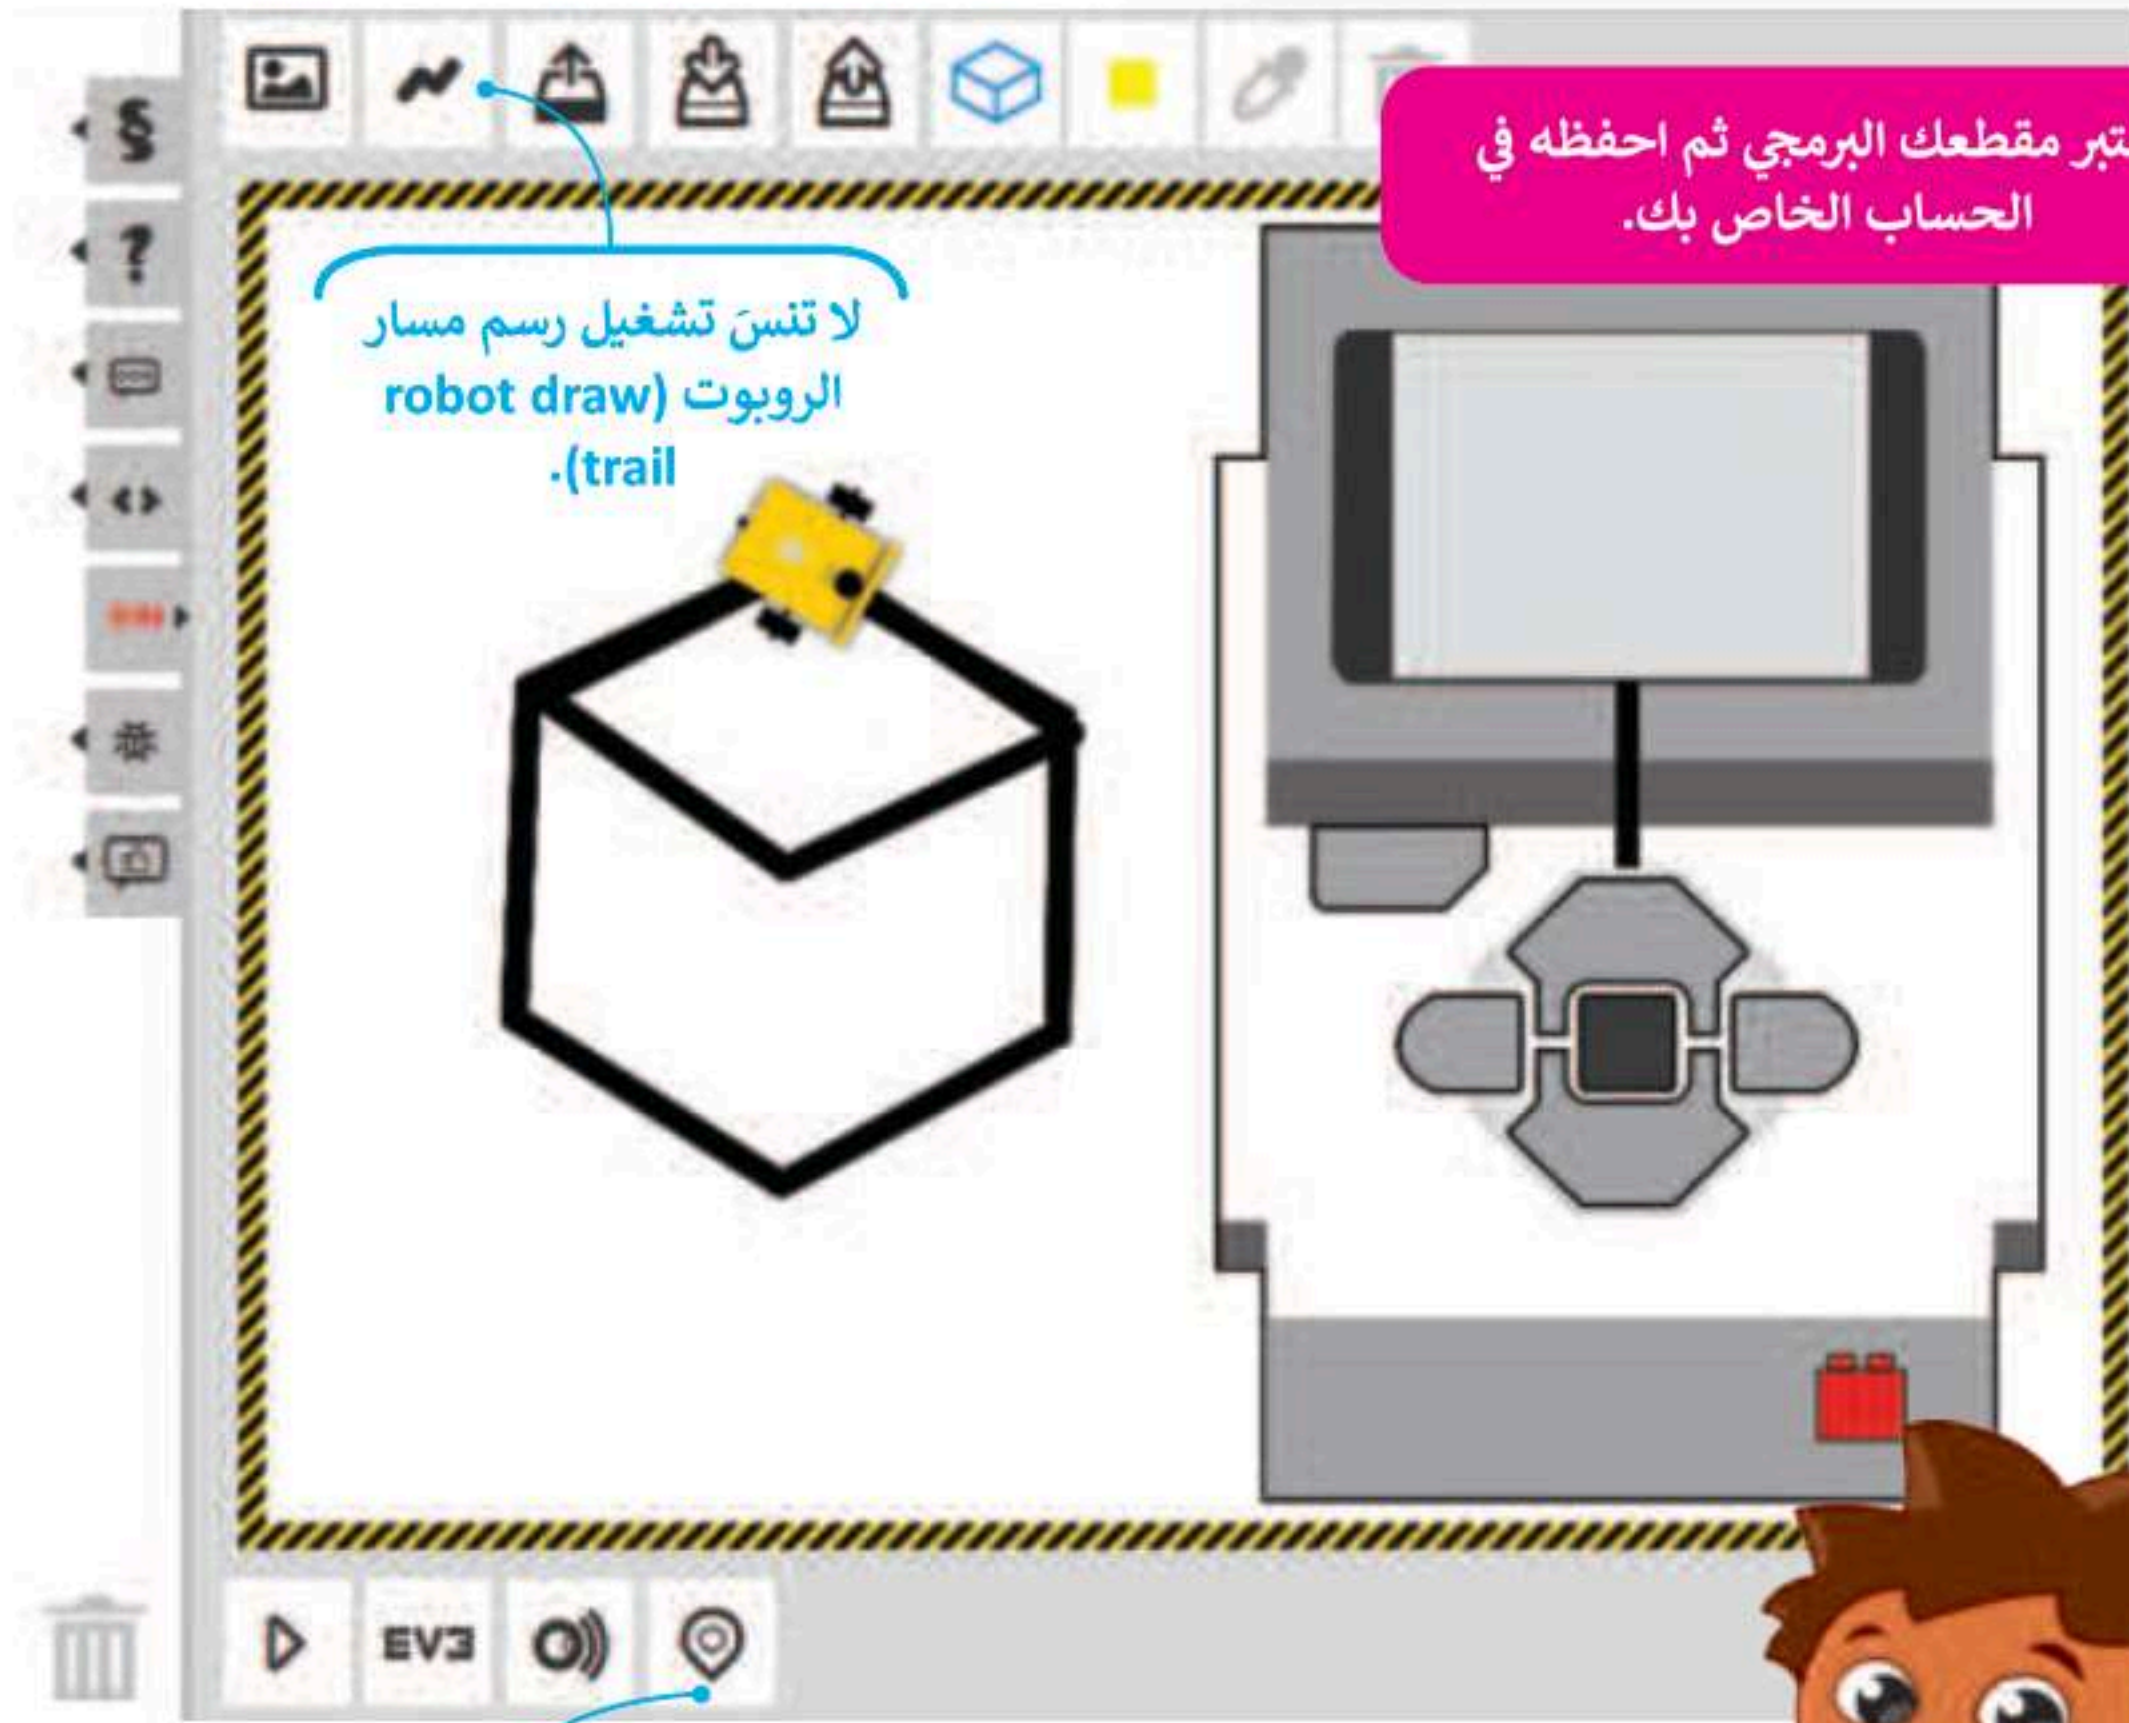 تبر مقطعك البرمجي ثم احفظه في
الحساب الخاص بك.
لا تنسَ تشغيل رسم مسار
الروبوت (robot draw
trail).
EV3